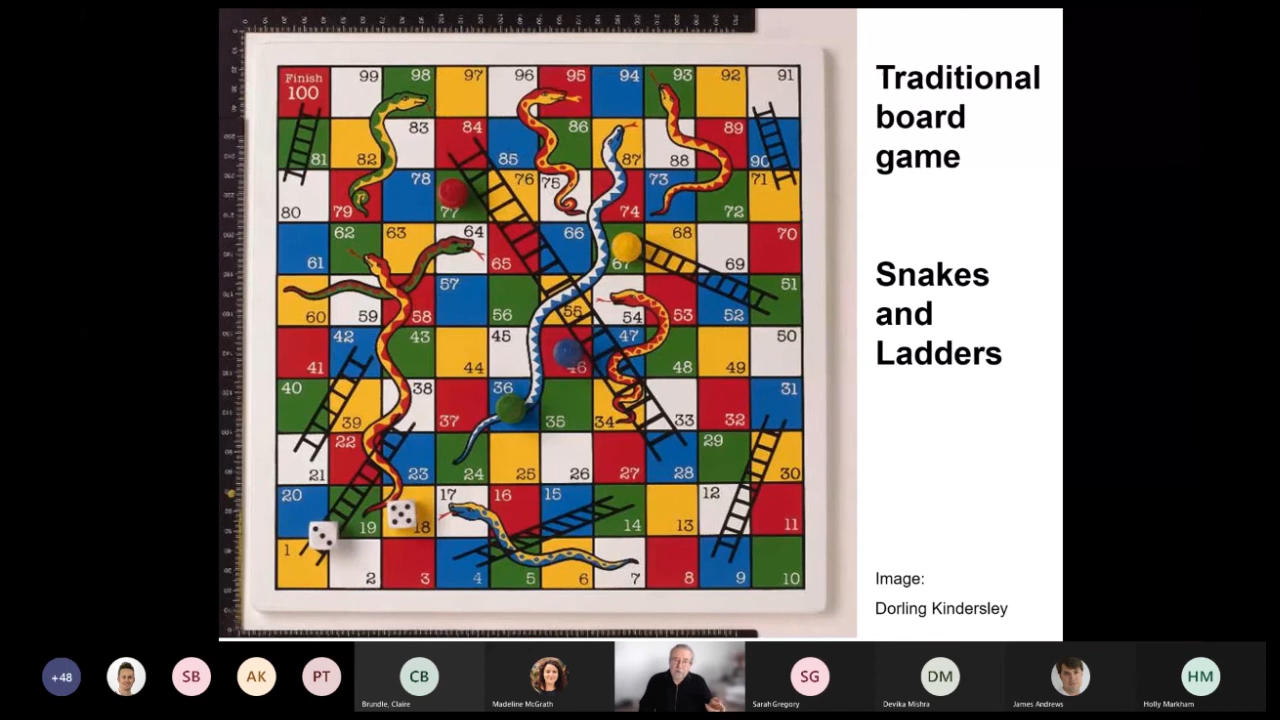 Finish
100 99 98 97 96 95 94 93 92 91
81 82 83 84 85 86 87 88 89 90
80 79 78 77 76 75 74 73 72 71
61 62 63 64 65 66 67 68 69 70
60 59 58 57 56 55 54 53 52 51
41 42 43 44 45 46 47 48 49 50
40 39 38 37 36 35 34 33 32 31
21 22 23 24 25 26 27 28 29 30
20 19 18 17 16 15 14 13 12 11
1 2 3 4 5 6 7 8 9 10
Traditional
board
game
Snakes
and
Ladders
Image:
Dorling Kindersley
+48 SB AK PT CB SG DM HM
Brundle, Claire Madeline McGrath Sarah Gregory Devika Mishra James Andrews Holly Markham